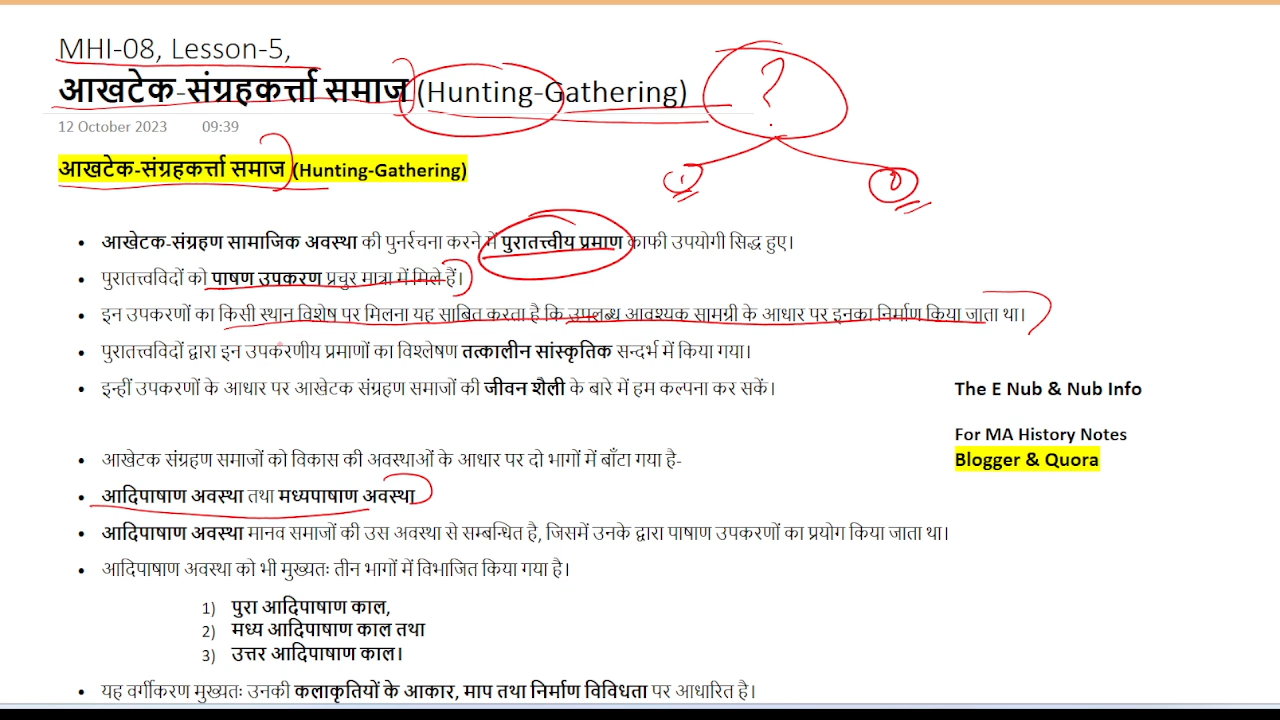 MHI-08, Lesson-5,
आखटेक-संग्रहकर्त्ता समाज (Hunting-Gathering)
?
12 October 2023 09:39
आखटेक-संग्रहकर्त्ता समाज (Hunting-Gathering)
• आखेटक-संग्रहण सामाजिक अवस्था की पुनर्रचना करने में पुरातत्त्वीय प्रमाण काफी उपयोगी सिद्ध हुए।
• पुरातत्त्वविदों को पाषण उपकरण प्रचुर मात्रा में मिले हैं।
• इन उपकरणों का किसी स्थान विशेष पर मिलना यह साबित करता है कि उपलब्ध आवश्यक सामग्री के आधार पर इनका निर्माण किया जाता था।
• पुरातत्त्वविदों द्वारा इन उपकरणीय प्रमाणों का विश्लेषण तत्कालीन सांस्कृतिक सन्दर्भ में किया गया।
• इन्हीं उपकरणों के आधार पर आखेटक संग्रहण समाजों की जीवन शैली के बारे में हम कल्पना कर सकें।
The E Nub & Nub Info
For MA History Notes
Blogger & Quora
• आखेटक संग्रहण समाजों को विकास की अवस्थाओं के आधार पर दो भागों में बाँटा गया है-
• आदिपाषाण अवस्था तथा मध्यपाषाण अवस्था
• आदिपाषाण अवस्था मानव समाजों की उस अवस्था से सम्बन्धित है, जिसमें उनके द्वारा पाषाण उपकरणों का प्रयोग किया जाता था।
• आदिपाषाण अवस्था को भी मुख्यतः तीन भागों में विभाजित किया गया है।
1) पुरा आदिपाषाण काल,
2) मध्य आदिपाषाण काल तथा
3) उत्तर आदिपाषाण काल।
• यह वर्गीकरण मुख्यतः उनकी कलाकृतियों के आकार, माप तथा निर्माण विविधता पर आधारित है।